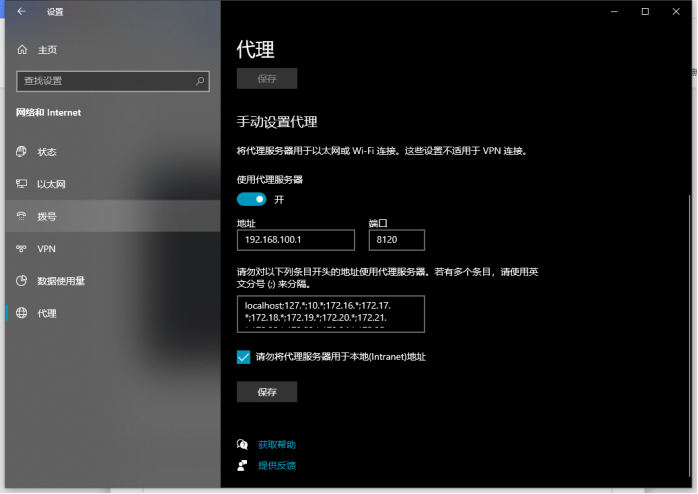 设置
主页
查找设置
网络和 Internet
状态
以太网
拨号
VPN
数据使用量
代理
代理
保存
手动设置代理
将代理服务器用于以太网或 Wi-Fi 连接。这些设置不适用于 VPN 连接。
使用代理服务器
开
地址
端口
192.168.100.1
8120
请勿对以下列条目开头的地址使用代理服务器。若有多个条目，请使用英
文分号 (;) 来分隔。
localhost;127.*;10.*;172.16.*;172.17.
*;172.18.*;172.19.*;172.20.*;172.21.
请勿将代理服务器用于本地(Intranet)地址
保存
获取帮助
提供反馈